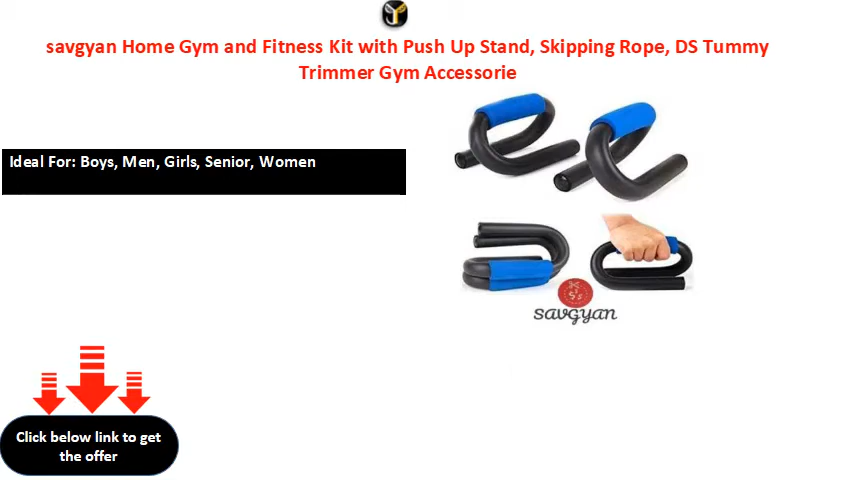 savgyan Home Gym and Fitness Kit with Push Up Stand, Skipping Rope, DS Tummy
Trimmer Gym Accessorie
Ideal For: Boys, Men, Girls, Senior, Women
savgyan
Click below link to get
the offer